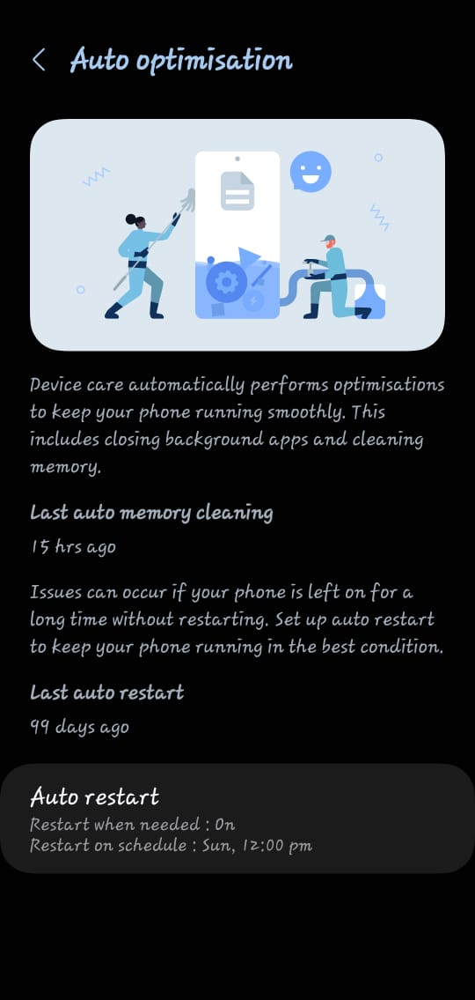 Auto optimisation
Device care automatically performs optimisations
to keep your phone running smoothly. This
includes closing background apps and cleaning
memory.
Last auto memory cleaning
15 hrs ago
Issues can occur if your phone is left on for a
long time without restarting. Set up auto restart
to keep your phone running in the best condition.
Last auto restart
99 days ago
Auto restart
Restart when needed : On
Restart on schedule : Sun, 12:00 pm